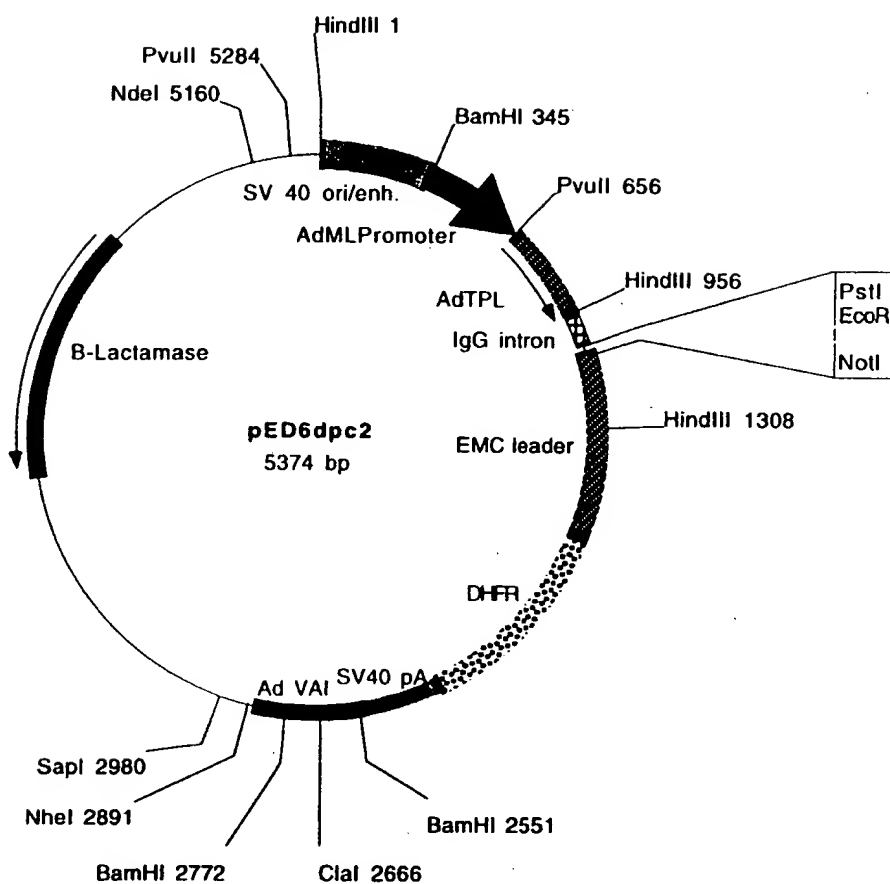 HindIII 1
PvuII 5284
NdeI 5160
BamHI 345
SV 40 ori/enh.
PvuII 656
AdMLPromoter
HindIII 956
AdTPL
PstI
EcoR
IgG intron
NotI
B-Lactamase
pED6dpc2
5374 bp
EMC leader
HindIII 1308
DHFR
Ad VAI
SV40 pA
SapI 2980
NheI 2891
BamHI 2551
BamHI 2772
ClaI 2666